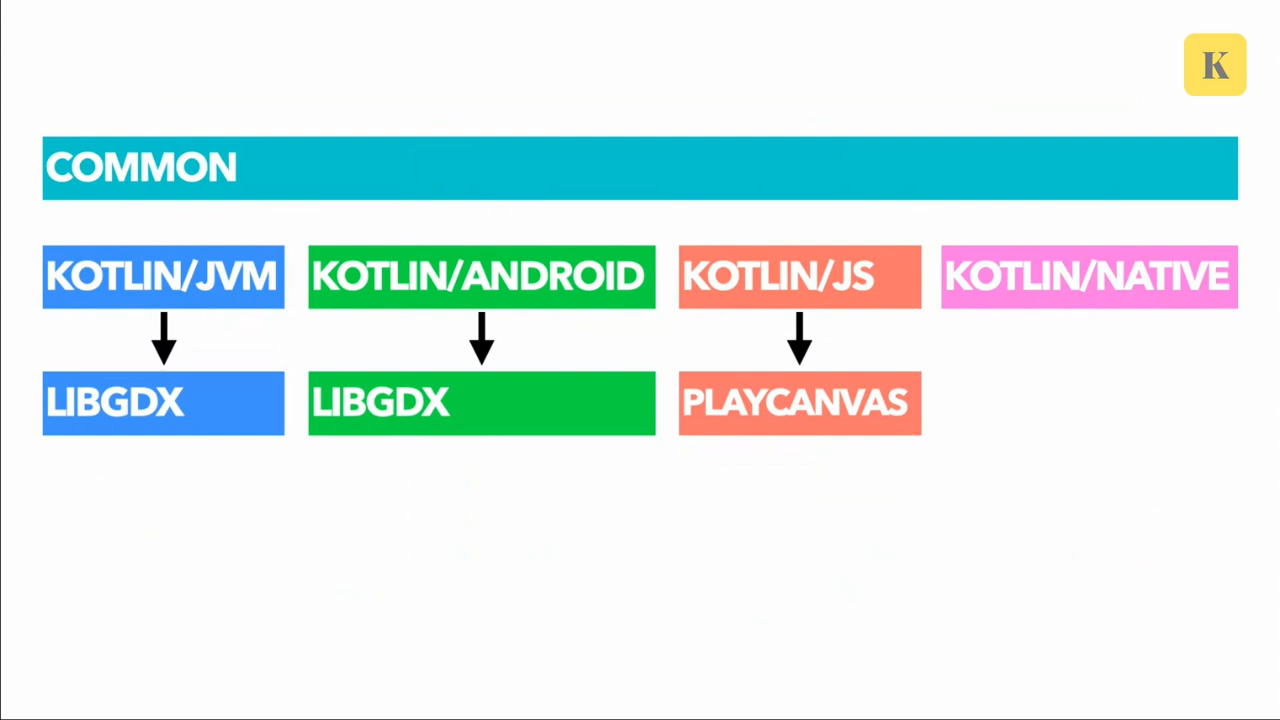 K
COMMON
KOTLIN/JVM
KOTLIN/ANDROID
KOTLIN/JS
KOTLIN/NATIVE
LIBGDX
LIBGDX
PLAYCANVAS